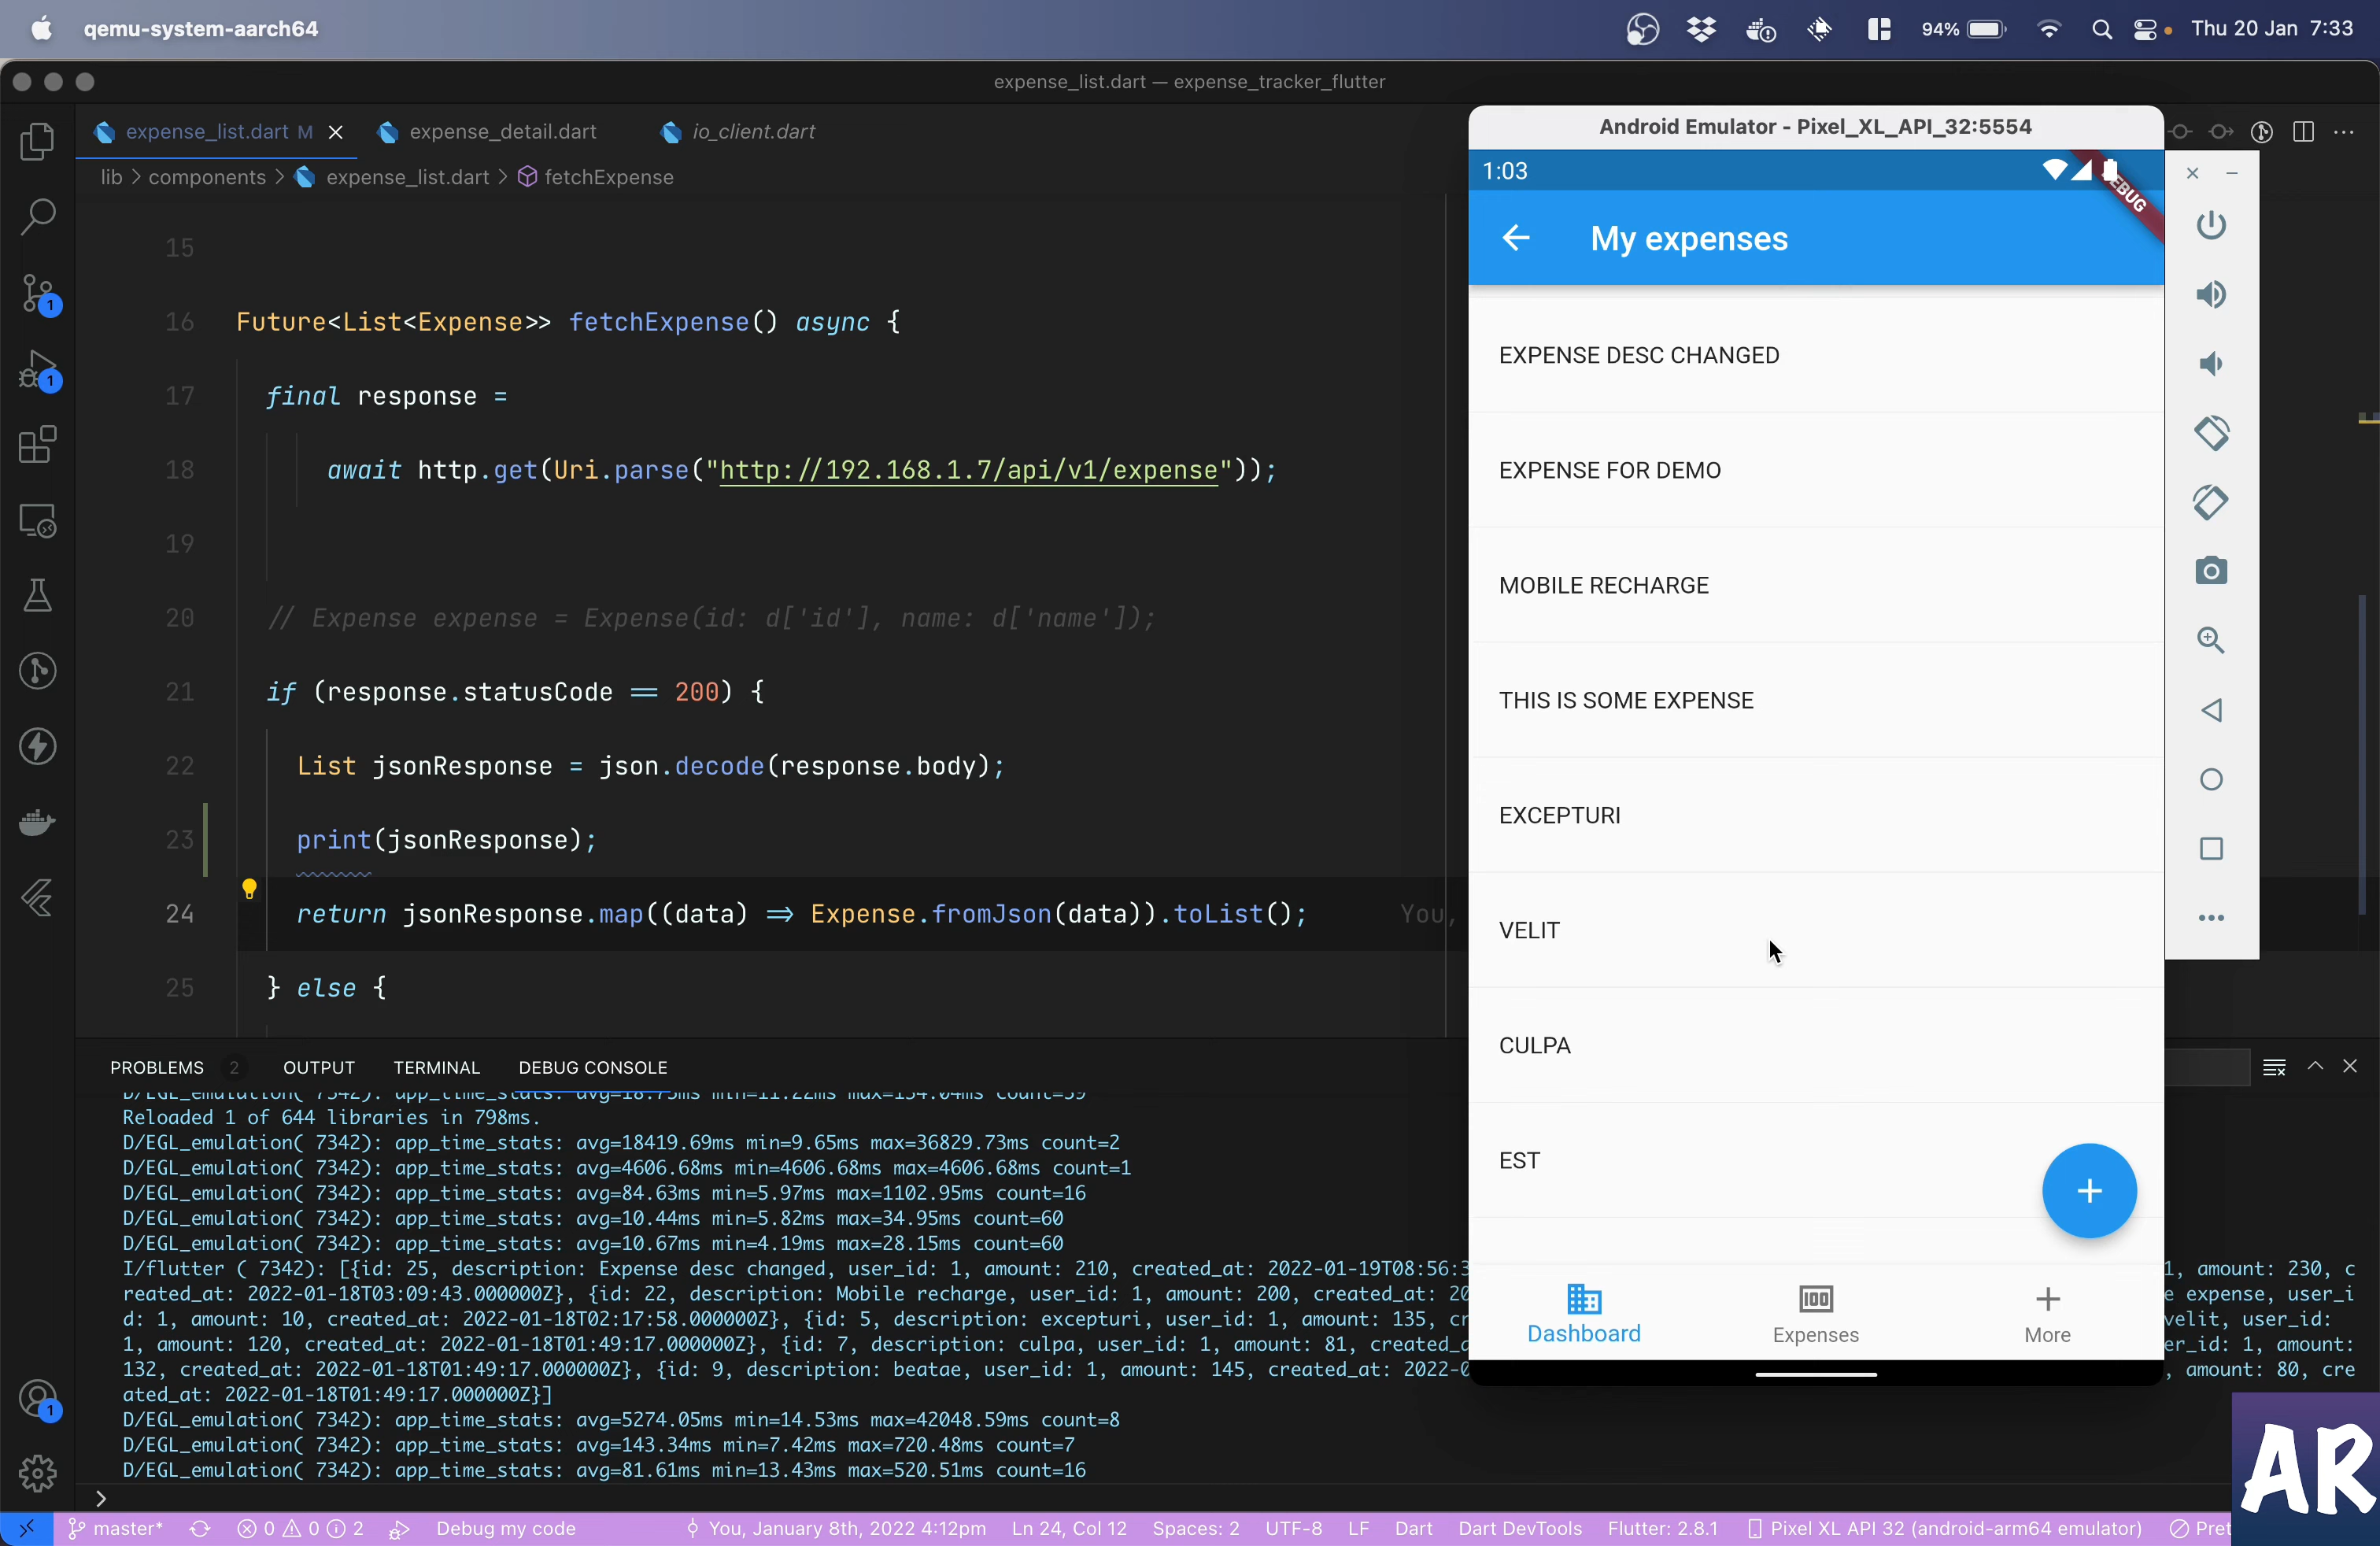 qemu-system-aarch64
94%
Thu 20 Jan 7:33
expense_list.dart — expense_tracker_flutter
expense_list.dart M
expense_detail.dart
io_client.dart
lib > components > expense_list.dart > fetchExpense
15
16 Future<List<Expense>> fetchExpense() async {
17 final response =
18 await http.get(Uri.parse("http://192.168.1.7/api/v1/expense"));
19
20 // Expense expense = Expense(id: d['id'], name: d['name']);
21 if (response.statusCode == 200) {
22 List jsonResponse = json.decode(response.body);
23 print(jsonResponse);
24 return jsonResponse.map((data) => Expense.fromJson(data)).toList(); You,
25 } else {
1
1
1
Android Emulator - Pixel_XL_API_32:5554
1:03
My expenses
EXPENSE DESC CHANGED
EXPENSE FOR DEMO
MOBILE RECHARGE
THIS IS SOME EXPENSE
EXCEPTURI
VELIT
CULPA
EST
Dashboard
Expenses
More
PROBLEMS 2 OUTPUT TERMINAL DEBUG CONSOLE
Reloaded 1 of 644 libraries in 798ms.
D/EGL_emulation( 7342): app_time_stats: avg=18419.69ms min=9.65ms max=36829.73ms count=2
D/EGL_emulation( 7342): app_time_stats: avg=4606.68ms min=4606.68ms max=4606.68ms count=1
D/EGL_emulation( 7342): app_time_stats: avg=84.63ms min=5.97ms max=1102.95ms count=16
D/EGL_emulation( 7342): app_time_stats: avg=10.44ms min=5.82ms max=34.95ms count=60
D/EGL_emulation( 7342): app_time_stats: avg=10.67ms min=4.19ms max=28.15ms count=60
I/flutter ( 7342): [{id: 25, description: Expense desc changed, user_id: 1, amount: 210, created_at: 2022-01-19T08:56:3 1, amount: 230, c
reated_at: 2022-01-18T03:09:43.000000Z}, {id: 22, description: Mobile recharge, user_id: 1, amount: 200, created_at: 20 e expense, user_i
d: 1, amount: 10, created_at: 2022-01-18T02:17:58.000000Z}, {id: 5, description: excepturi, user_id: 1, amount: 135, cr velit, user_id:
1, amount: 120, created_at: 2022-01-18T01:49:17.000000Z}, {id: 7, description: culpa, user_id: 1, amount: 81, created_a er_id: 1, amount:
132, created_at: 2022-01-18T01:49:17.000000Z}, {id: 9, description: beatae, user_id: 1, amount: 145, created_at: 2022-0 , amount: 80, cre
ated_at: 2022-01-18T01:49:17.000000Z}]
D/EGL_emulation( 7342): app_time_stats: avg=5274.05ms min=14.53ms max=42048.59ms count=8
D/EGL_emulation( 7342): app_time_stats: avg=143.34ms min=7.42ms max=720.48ms count=7
D/EGL_emulation( 7342): app_time_stats: avg=81.61ms min=13.43ms max=520.51ms count=16
AR
master* 0 0 2 Debug my code You, January 8th, 2022 4:12pm Ln 24, Col 12 Spaces: 2 UTF-8 LF Dart Dart DevTools Flutter: 2.8.1 Pixel XL API 32 (android-arm64 emulator) Pret